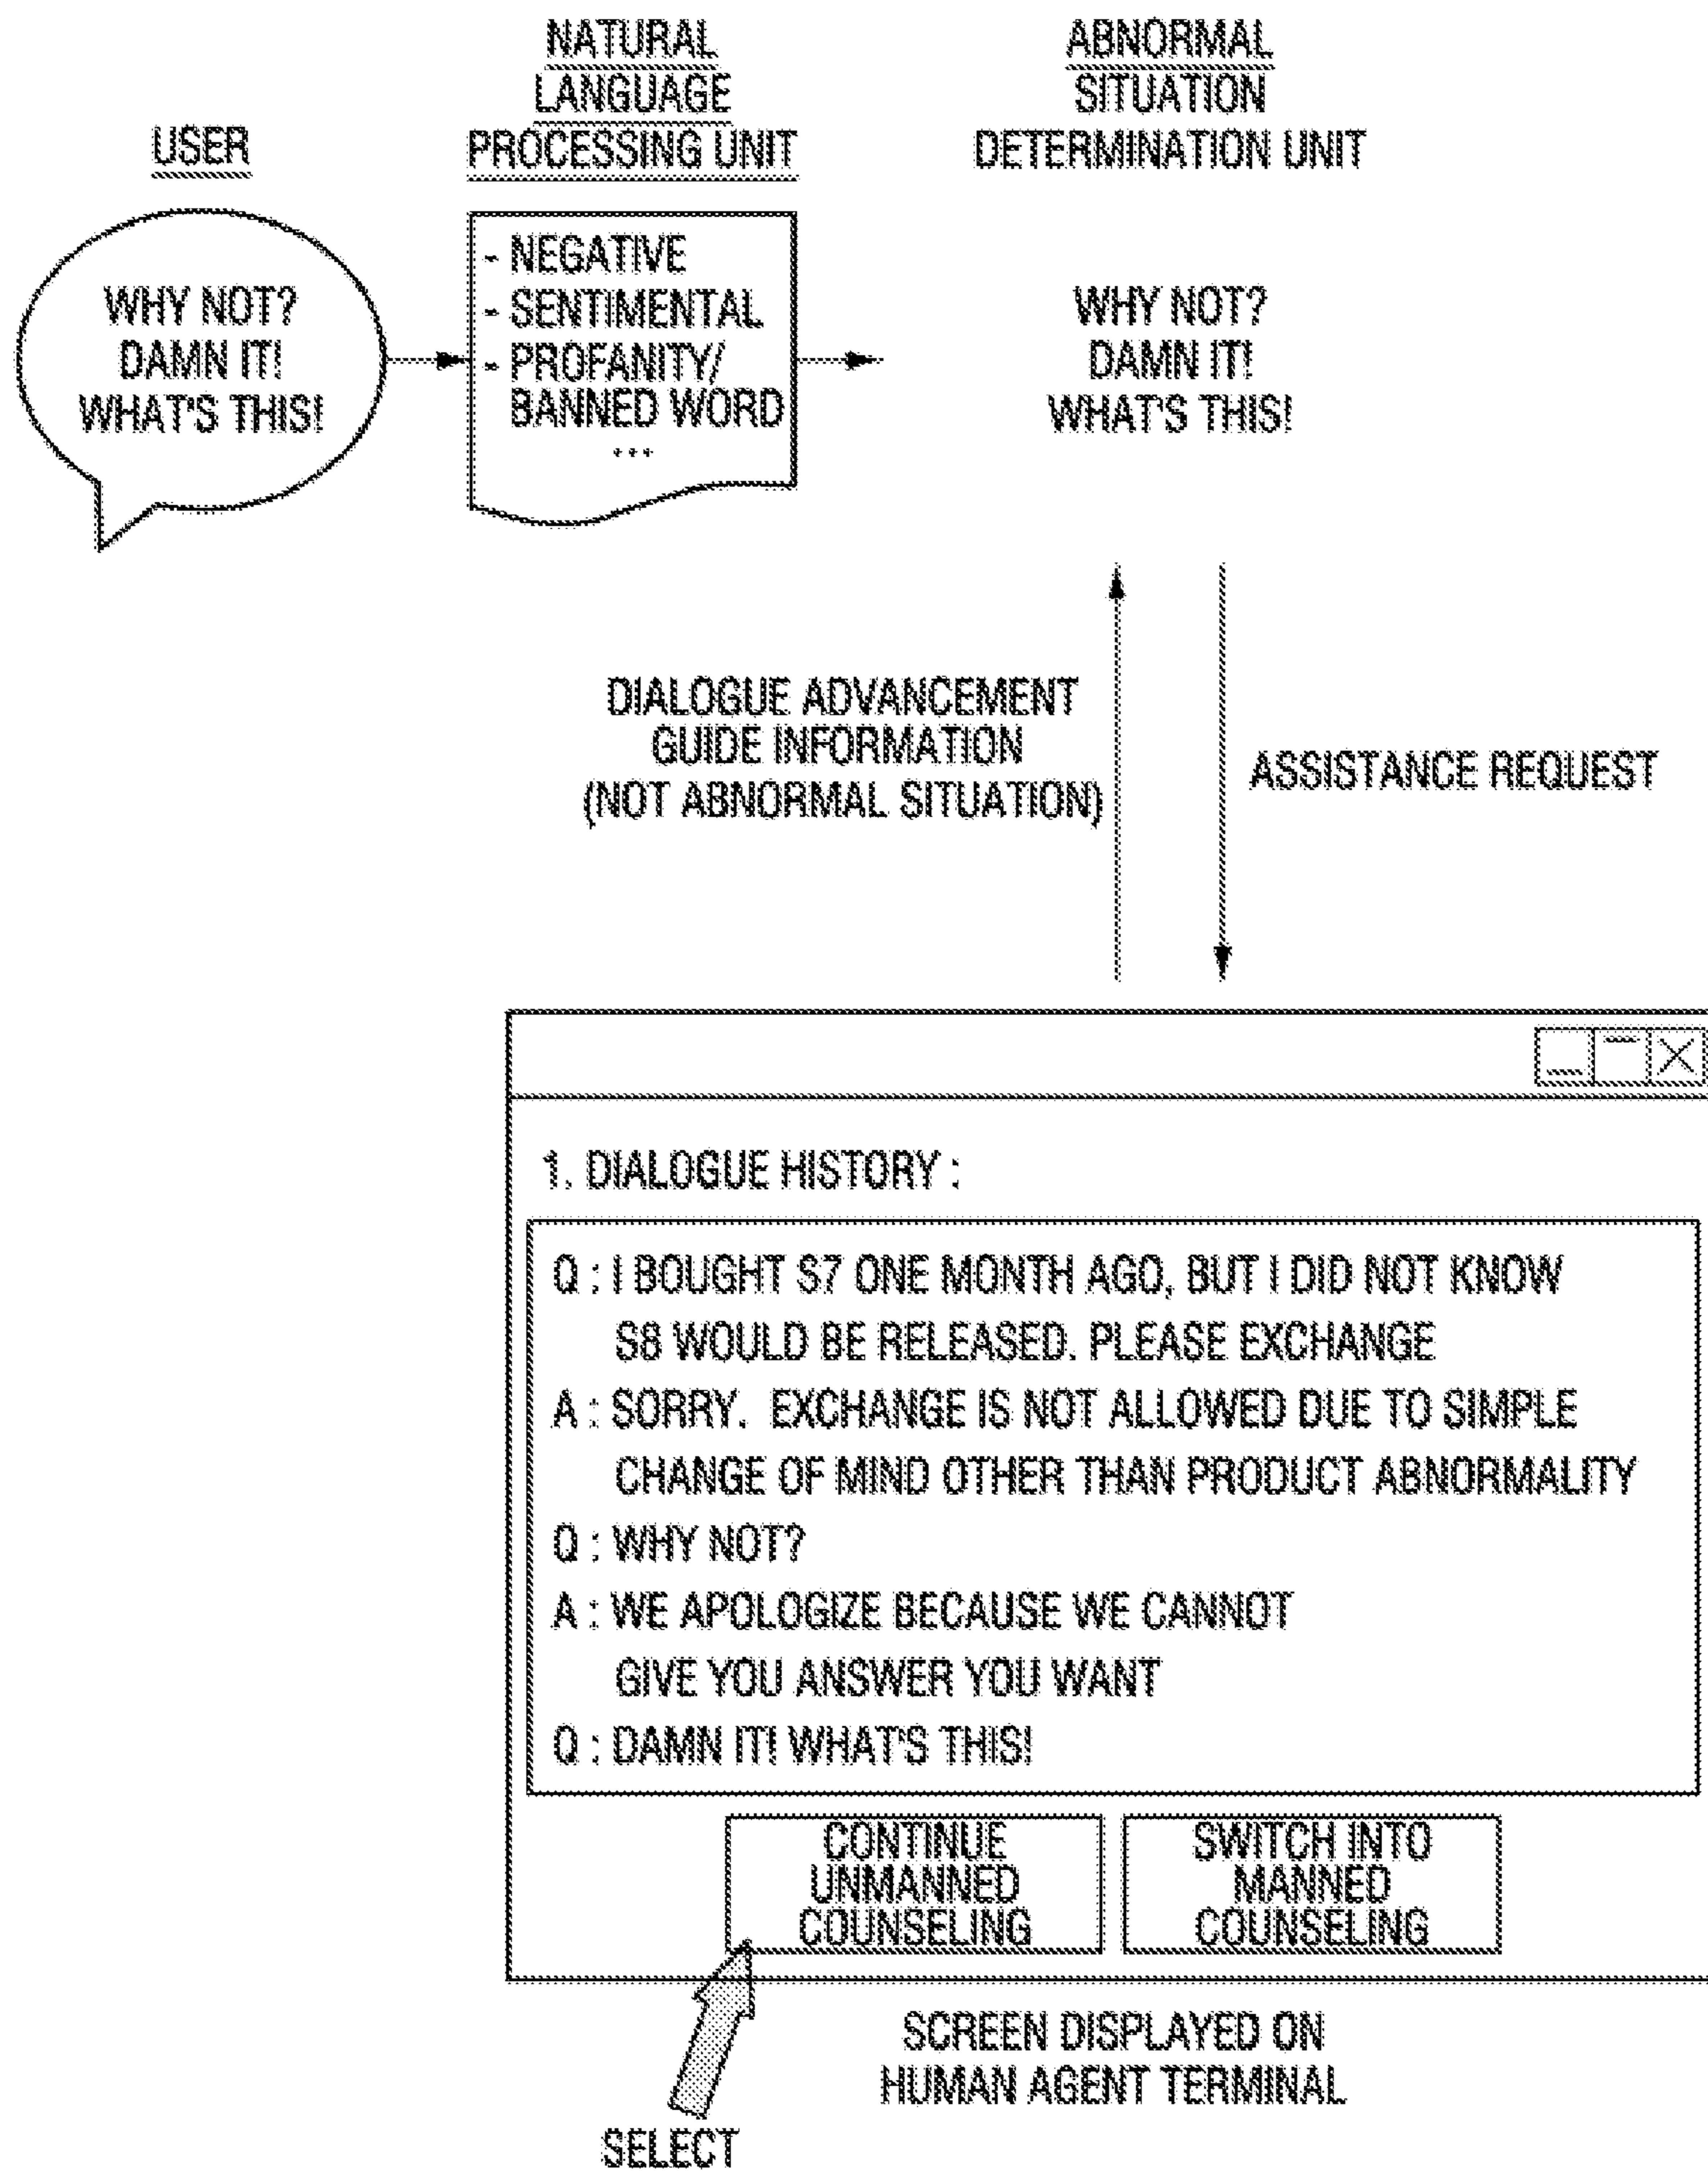 USER
NATURAL
LANGUAGE
PROCESSING UNIT
ABNORMAL
SITUATION
DETERMINATION UNIT
WHY NOT?
DAMN IT!
WHAT'S THIS!
- NEGATIVE
- SENTIMENTAL
- PROFANITY/
BANNED WORD
...
WHY NOT?
DAMN IT!
WHAT'S THIS!
DIALOGUE ADVANCEMENT
GUIDE INFORMATION
(NOT ABNORMAL SITUATION)
ASSISTANCE REQUEST
1. DIALOGUE HISTORY :
Q : I BOUGHT S7 ONE MONTH AGO, BUT I DID NOT KNOW
S8 WOULD BE RELEASED. PLEASE EXCHANGE
A : SORRY. EXCHANGE IS NOT ALLOWED DUE TO SIMPLE
CHANGE OF MIND OTHER THAN PRODUCT ABNORMALITY
Q : WHY NOT?
A : WE APOLOGIZE BECAUSE WE CANNOT
GIVE YOU ANSWER YOU WANT
Q : DAMN IT! WHAT'S THIS!
CONTINUE
UNMANNED
COUNSELING
SWITCH INTO
MANNED
COUNSELING
SCREEN DISPLAYED ON
HUMAN AGENT TERMINAL
SELECT